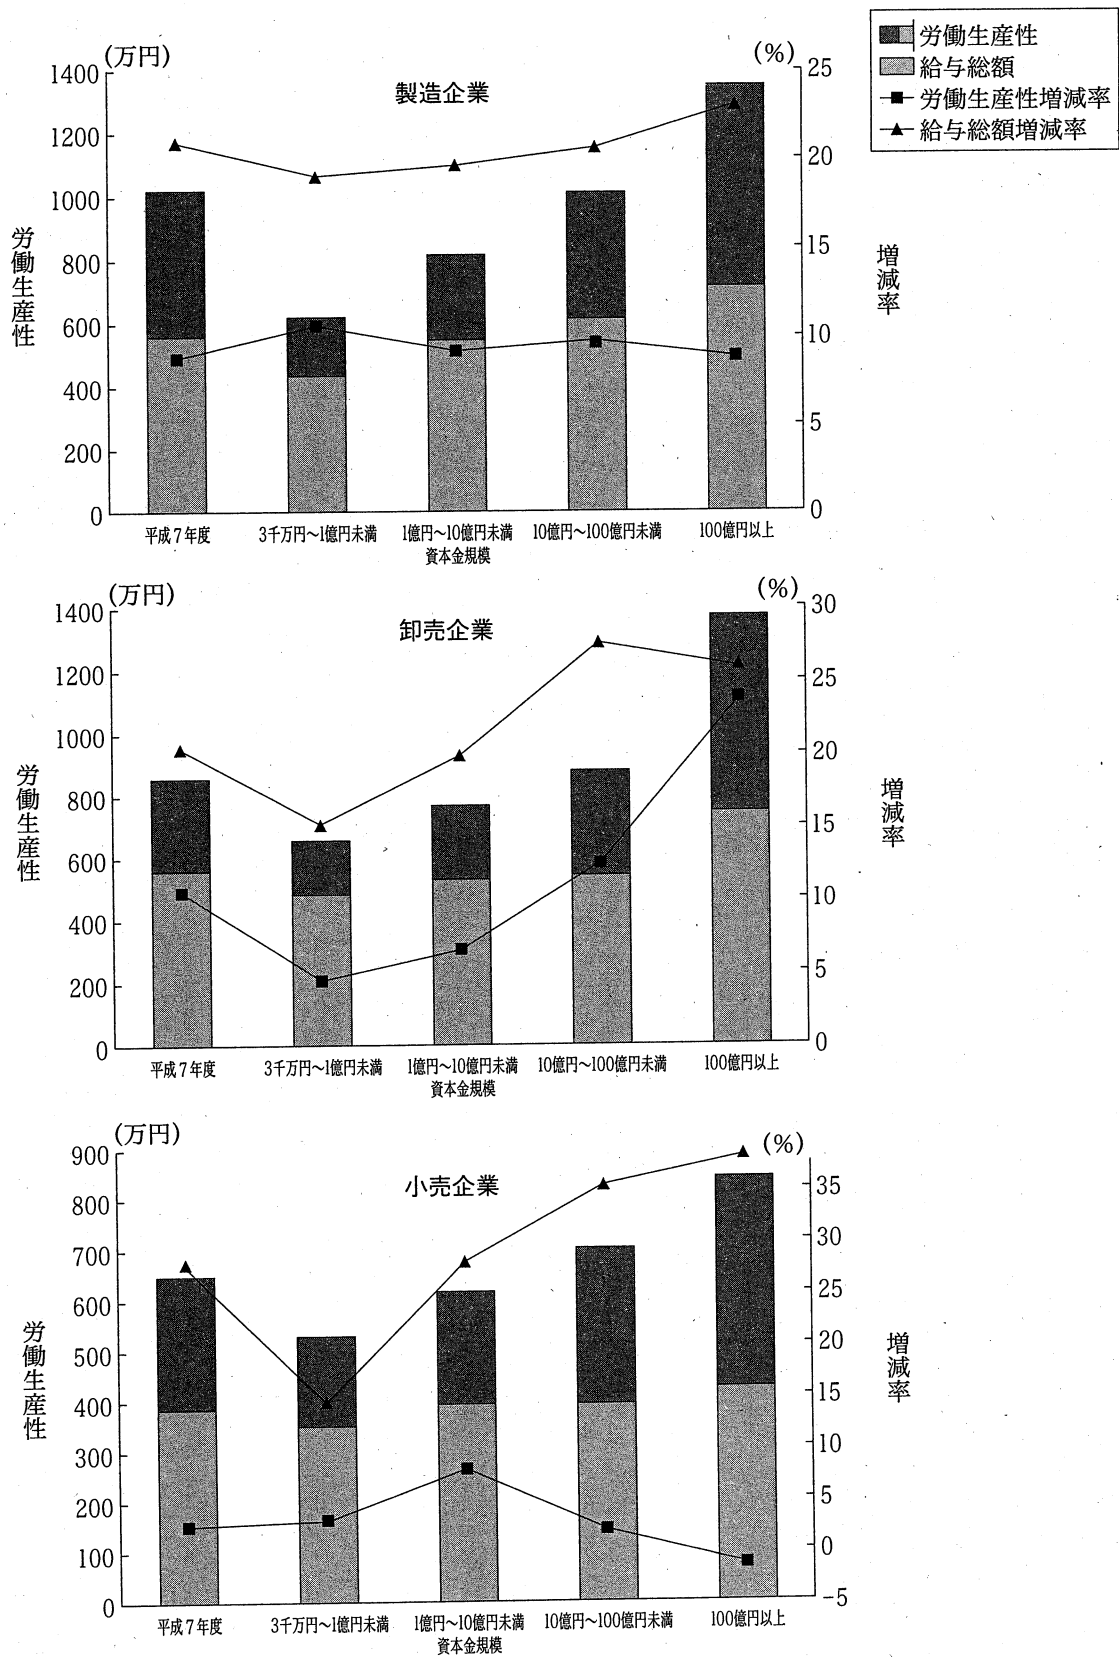 労働生産性
給与総額
労働生産性増減率
給与総額増減率
(万円)
(%)
製造企業
1400
1200
1000
800
600
400
200
0
25
20
15
10
5
0
労働生産性
増減率
平成7年度
3千万円～1億円未満
1億円～10億円未満
10億円～100億円未満
100億円以上
資本金規模
(万円)
(%)
卸売企業
1400
1200
1000
800
600
400
200
0
30
25
20
15
10
5
0
労働生産性
増減率
平成7年度
3千万円～1億円未満
1億円～10億円未満
10億円～100億円未満
100億円以上
資本金規模
(万円)
(%)
小売企業
900
800
700
600
500
400
300
200
100
0
35
30
25
20
15
10
5
0
-5
労働生産性
増減率
平成7年度
3千万円～1億円未満
1億円～10億円未満
10億円～100億円未満
100億円以上
資本金規模